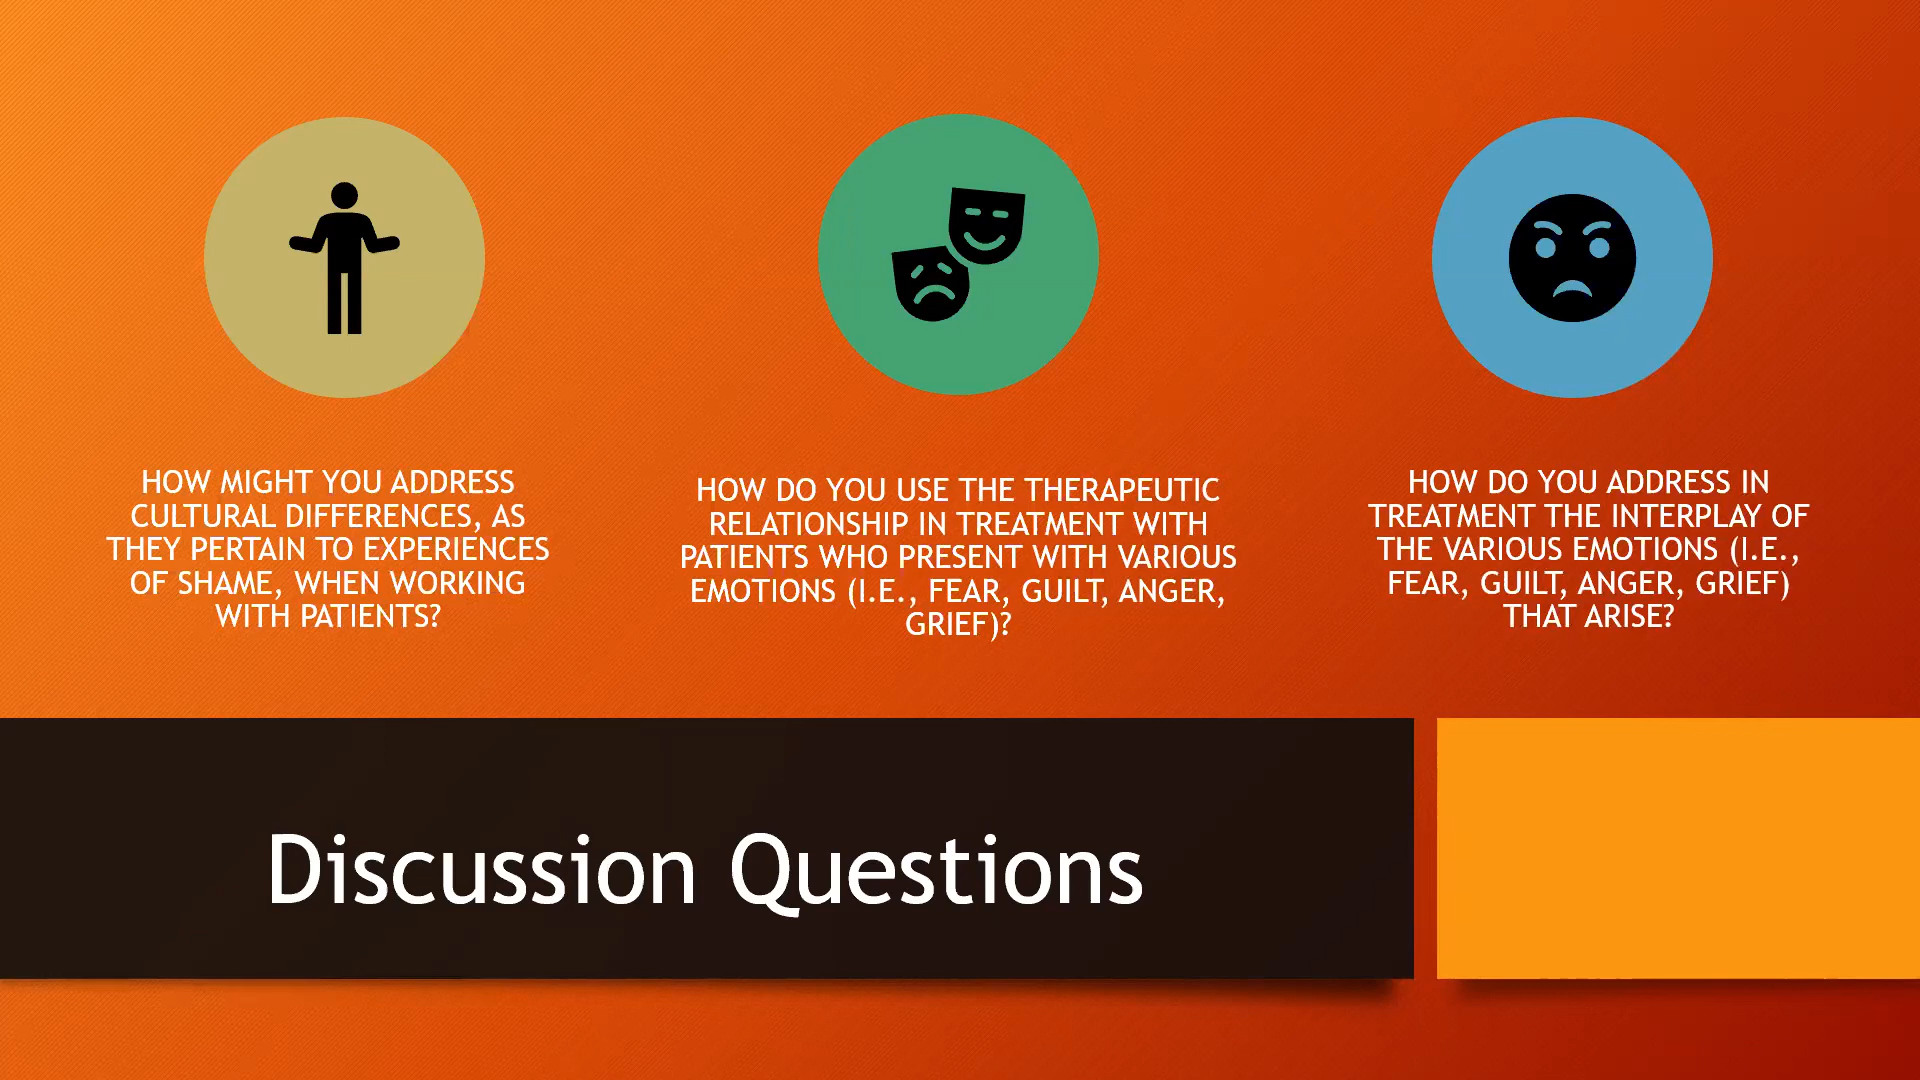 HOW MIGHT YOU ADDRESS
CULTURAL DIFFERENCES, AS
THEY PERTAIN TO EXPERIENCES
OF SHAME, WHEN WORKING
WITH PATIENTS?
HOW DO YOU USE THE THERAPEUTIC
RELATIONSHIP IN TREATMENT WITH
PATIENTS WHO PRESENT WITH VARIOUS
EMOTIONS (I.E., FEAR, GUILT, ANGER,
GRIEF)?
HOW DO YOU ADDRESS IN
TREATMENT THE INTERPLAY OF
THE VARIOUS EMOTIONS (I.E.,
FEAR, GUILT, ANGER, GRIEF)
THAT ARISE?
Discussion Questions